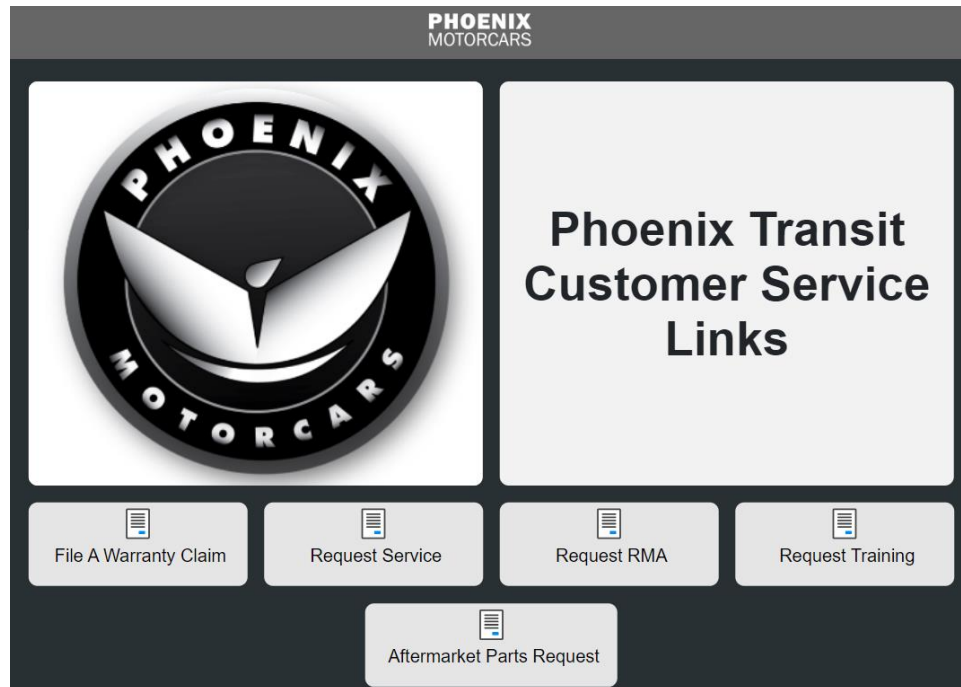 PHOENIX
MOTORCARS
PHOENIX
MOTORCARS
Phoenix Transit
Customer Service
Links
File A Warranty Claim
Request Service
Request RMA
Request Training
Aftermarket Parts Request